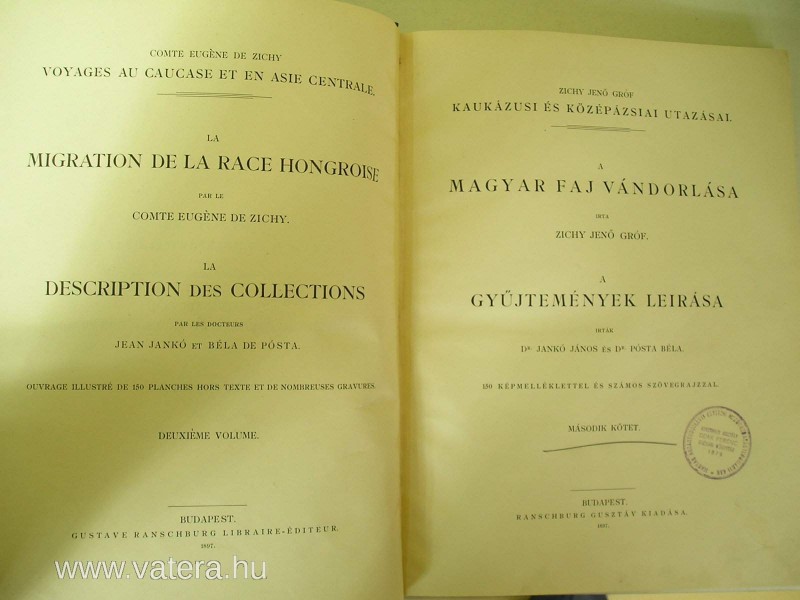 COMTE EUGÈNE DE ZICHY
VOYAGES AU CAUCASE ET EN ASIE CENTRALE.
LA
MIGRATION DE LA RACE HONGROISE
PAR LE
COMTE EUGÈNE DE ZICHY.
LA
DESCRIPTION DES COLLECTIONS
PAR LES DOCTEURS
JEAN JANKÓ ET BÉLA DE PÓSTA.
OUVRAGE ILLUSTRÉ DE 150 PLANCHES HORS TEXTE ET DE NOMBREUSES GRAVURES.
DEUXIÈME VOLUME.
BUDAPEST.
GUSTAVE RANSCHBURG LIBRAIRE-ÉDITEUR.
1897.
ZICHY JENŐ GRÓF
KAUKÁZUSI ÉS KÖZÉPÁZSIAI UTAZÁSAI.
A
MAGYAR FAJ VÁNDORLÁSA
IRTA
ZICHY JENŐ GRÓF.
A
GYŰJTEMÉNYEK LEIRÁSA
IRTÁK
DR. JANKÓ JÁNOS ÉS DR. PÓSTA BÉLA.
150 KÉPMELLÉKLETTEL ÉS SZÁMOS SZÖVEGRAJZZAL.
MÁSODIK KÖTET.
BUDAPEST.
RANSCHBURG GUSZTÁV KIADÁSA.
1897.
www.vatera.hu